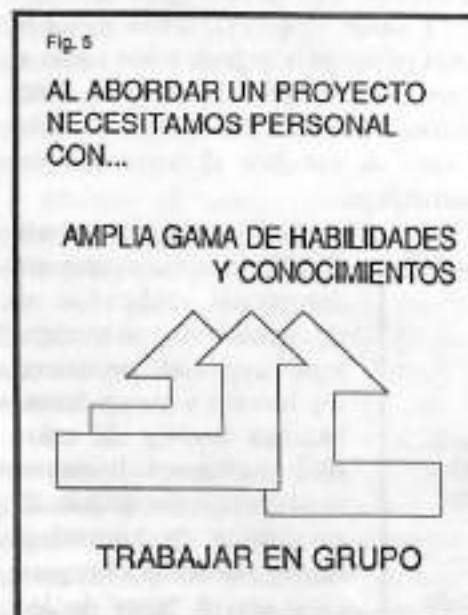 Fig. 5
AL ABORDAR UN PROYECTO
NECESITAMOS PERSONAL
CON...
AMPLIA GAMA DE HABILIDADES
Y CONOCIMIENTOS
TRABAJAR EN GRUPO